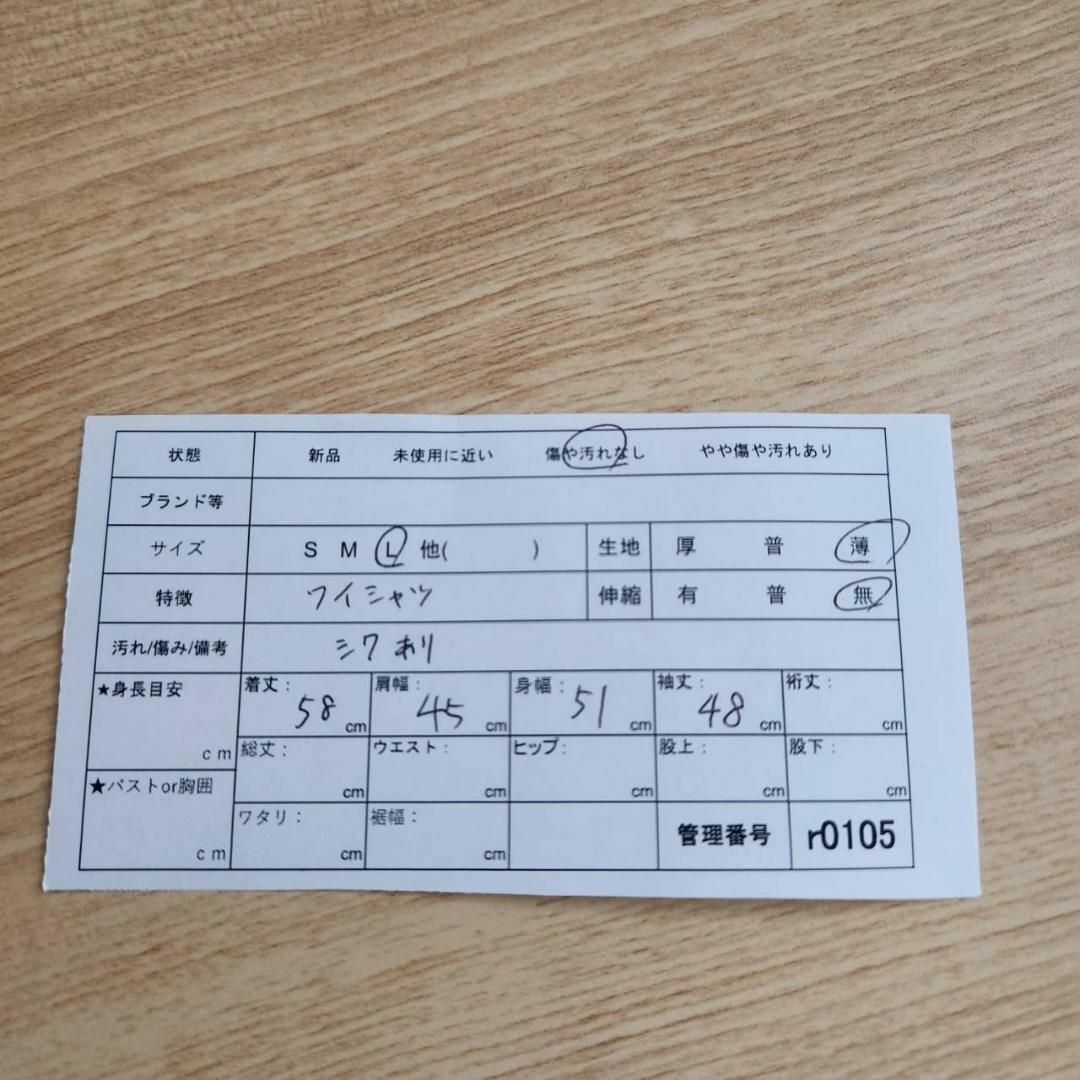 状態 新品 未使用に近い 傷や汚れなし やや傷や汚れあり
ブランド等
サイズ S M L 他( ) 生地 厚 普 薄
特徴 ワイシャツ 伸縮 有 普 無
汚れ/傷み/備考 シワあり
★身長目安 cm
着丈: 58 cm 肩幅: 45 cm 身幅: 51 cm 袖丈: 48 cm 裄丈: cm
総丈: cm ウエスト: cm ヒップ: cm 股上: cm 股下: cm
★バストor胸囲 cm
ワタリ: cm 裾幅: cm 管理番号 r0105